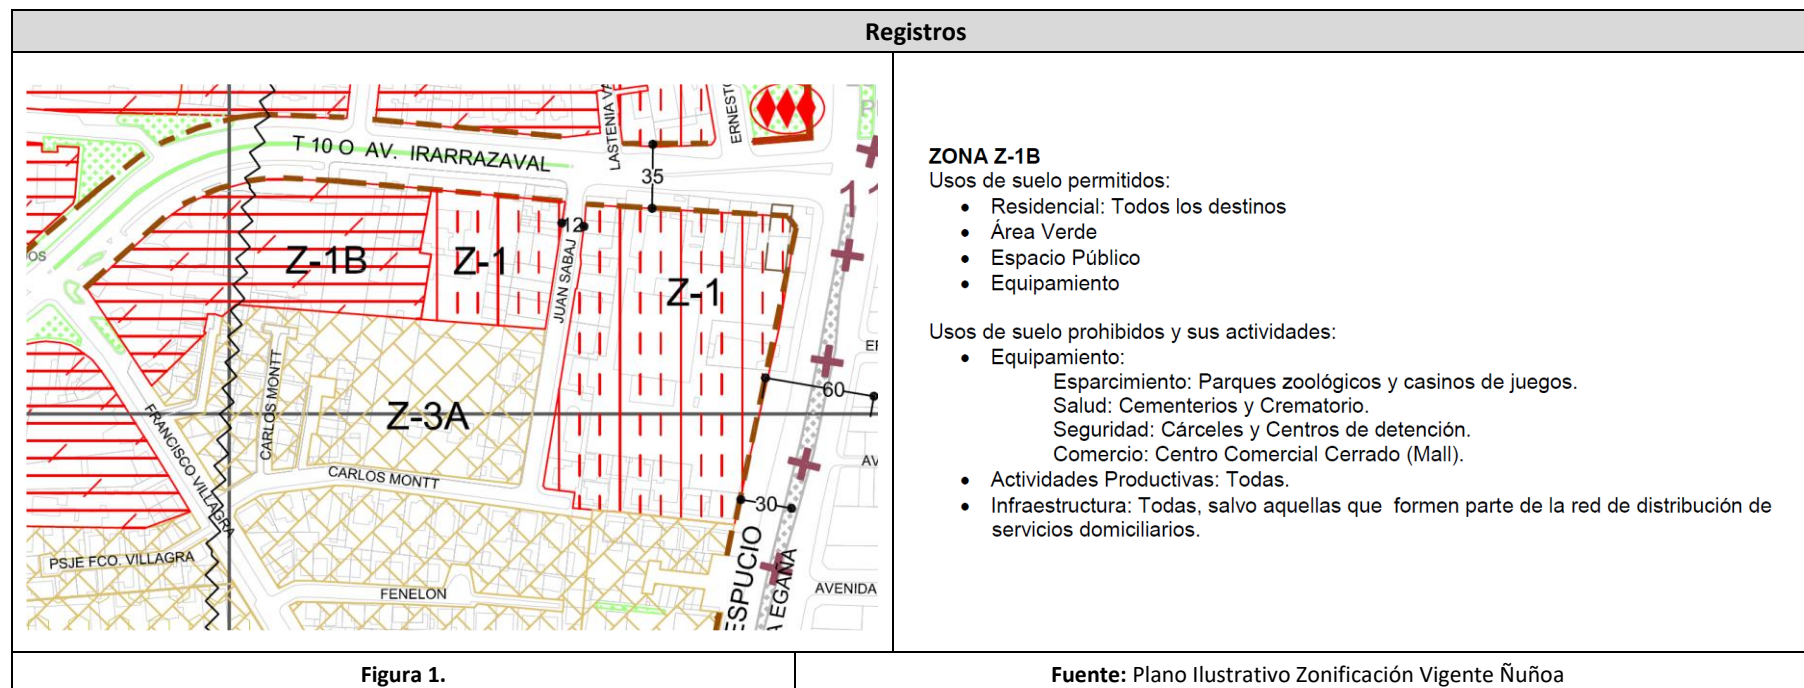 Registros
LASTENIA
ERNESTO
T 10 O AV. IRARRAZAVAL
35
11
12
OS
Z-1B
Z-1
JUAN SABAJ
Z-1
60
CARLOS MONTT
Z-3A
FRANCISCO VILLAGRA
CARLOS MONTT
AV
30
PSJE FCO. VILLAGRA
FENELON
ESPUCIO
A EGAÑA
AVENIDA
ZONA Z-1B
Usos de suelo permitidos:
• Residencial: Todos los destinos
• Área Verde
• Espacio Público
• Equipamiento
Usos de suelo prohibidos y sus actividades:
• Equipamiento:
Esparcimiento: Parques zoológicos y casinos de juegos.
Salud: Cementerios y Crematorio.
Seguridad: Cárceles y Centros de detención.
Comercio: Centro Comercial Cerrado (Mall).
• Actividades Productivas: Todas.
• Infraestructura: Todas, salvo aquellas que formen parte de la red de distribución de
servicios domiciliarios.
Figura 1.
Fuente: Plano Ilustrativo Zonificación Vigente Ñuñoa